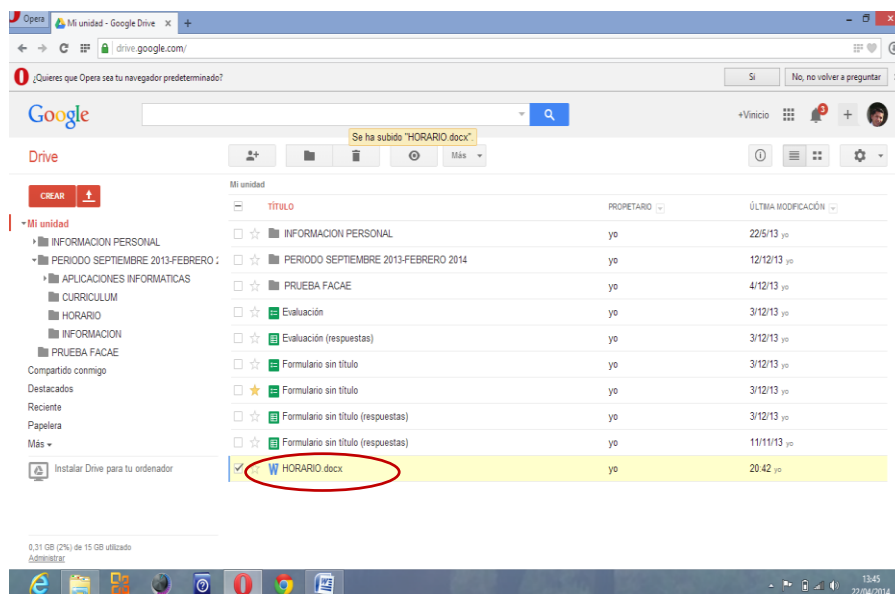 Opera Mi unidad - Google Drive
drive.google.com/
¿Quieres que Opera sea tu navegador predeterminado? Si No, no volver a preguntar
Google +Vinicio 3
Se ha subido "HORARIO.docx".
Drive Más
Mi unidad
CREAR
TÍTULO PROPETARIO ÚLTIMA MODIFICACIÓN
Mi unidad
INFORMACION PERSONAL
PERIODO SEPTIEMBRE 2013-FEBRERO 2
APLICACIONES INFORMATICAS
CURRICULUM
HORARIO
INFORMACION
PRUEBA FACAE
Compartido conmigo
Destacados
Reciente
Papelera
Más
Instalar Drive para tu ordenador
INFORMACION PERSONAL yo 22/5/13 yo
PERIODO SEPTIEMBRE 2013-FEBRERO 2014 yo 12/12/13 yo
PRUEBA FACAE yo 4/12/13 yo
Evaluación yo 3/12/13 yo
Evaluación (respuestas) yo 3/12/13 yo
Formulario sin título yo 3/12/13 yo
Formulario sin título yo 3/12/13 yo
Formulario sin título (respuestas) yo 3/12/13 yo
Formulario sin título (respuestas) yo 11/11/13 yo
HORARIO.docx yo 20:42 yo
0,31 GB (2%) de 15 GB utilizado
Administrar
13:45
22/04/2014